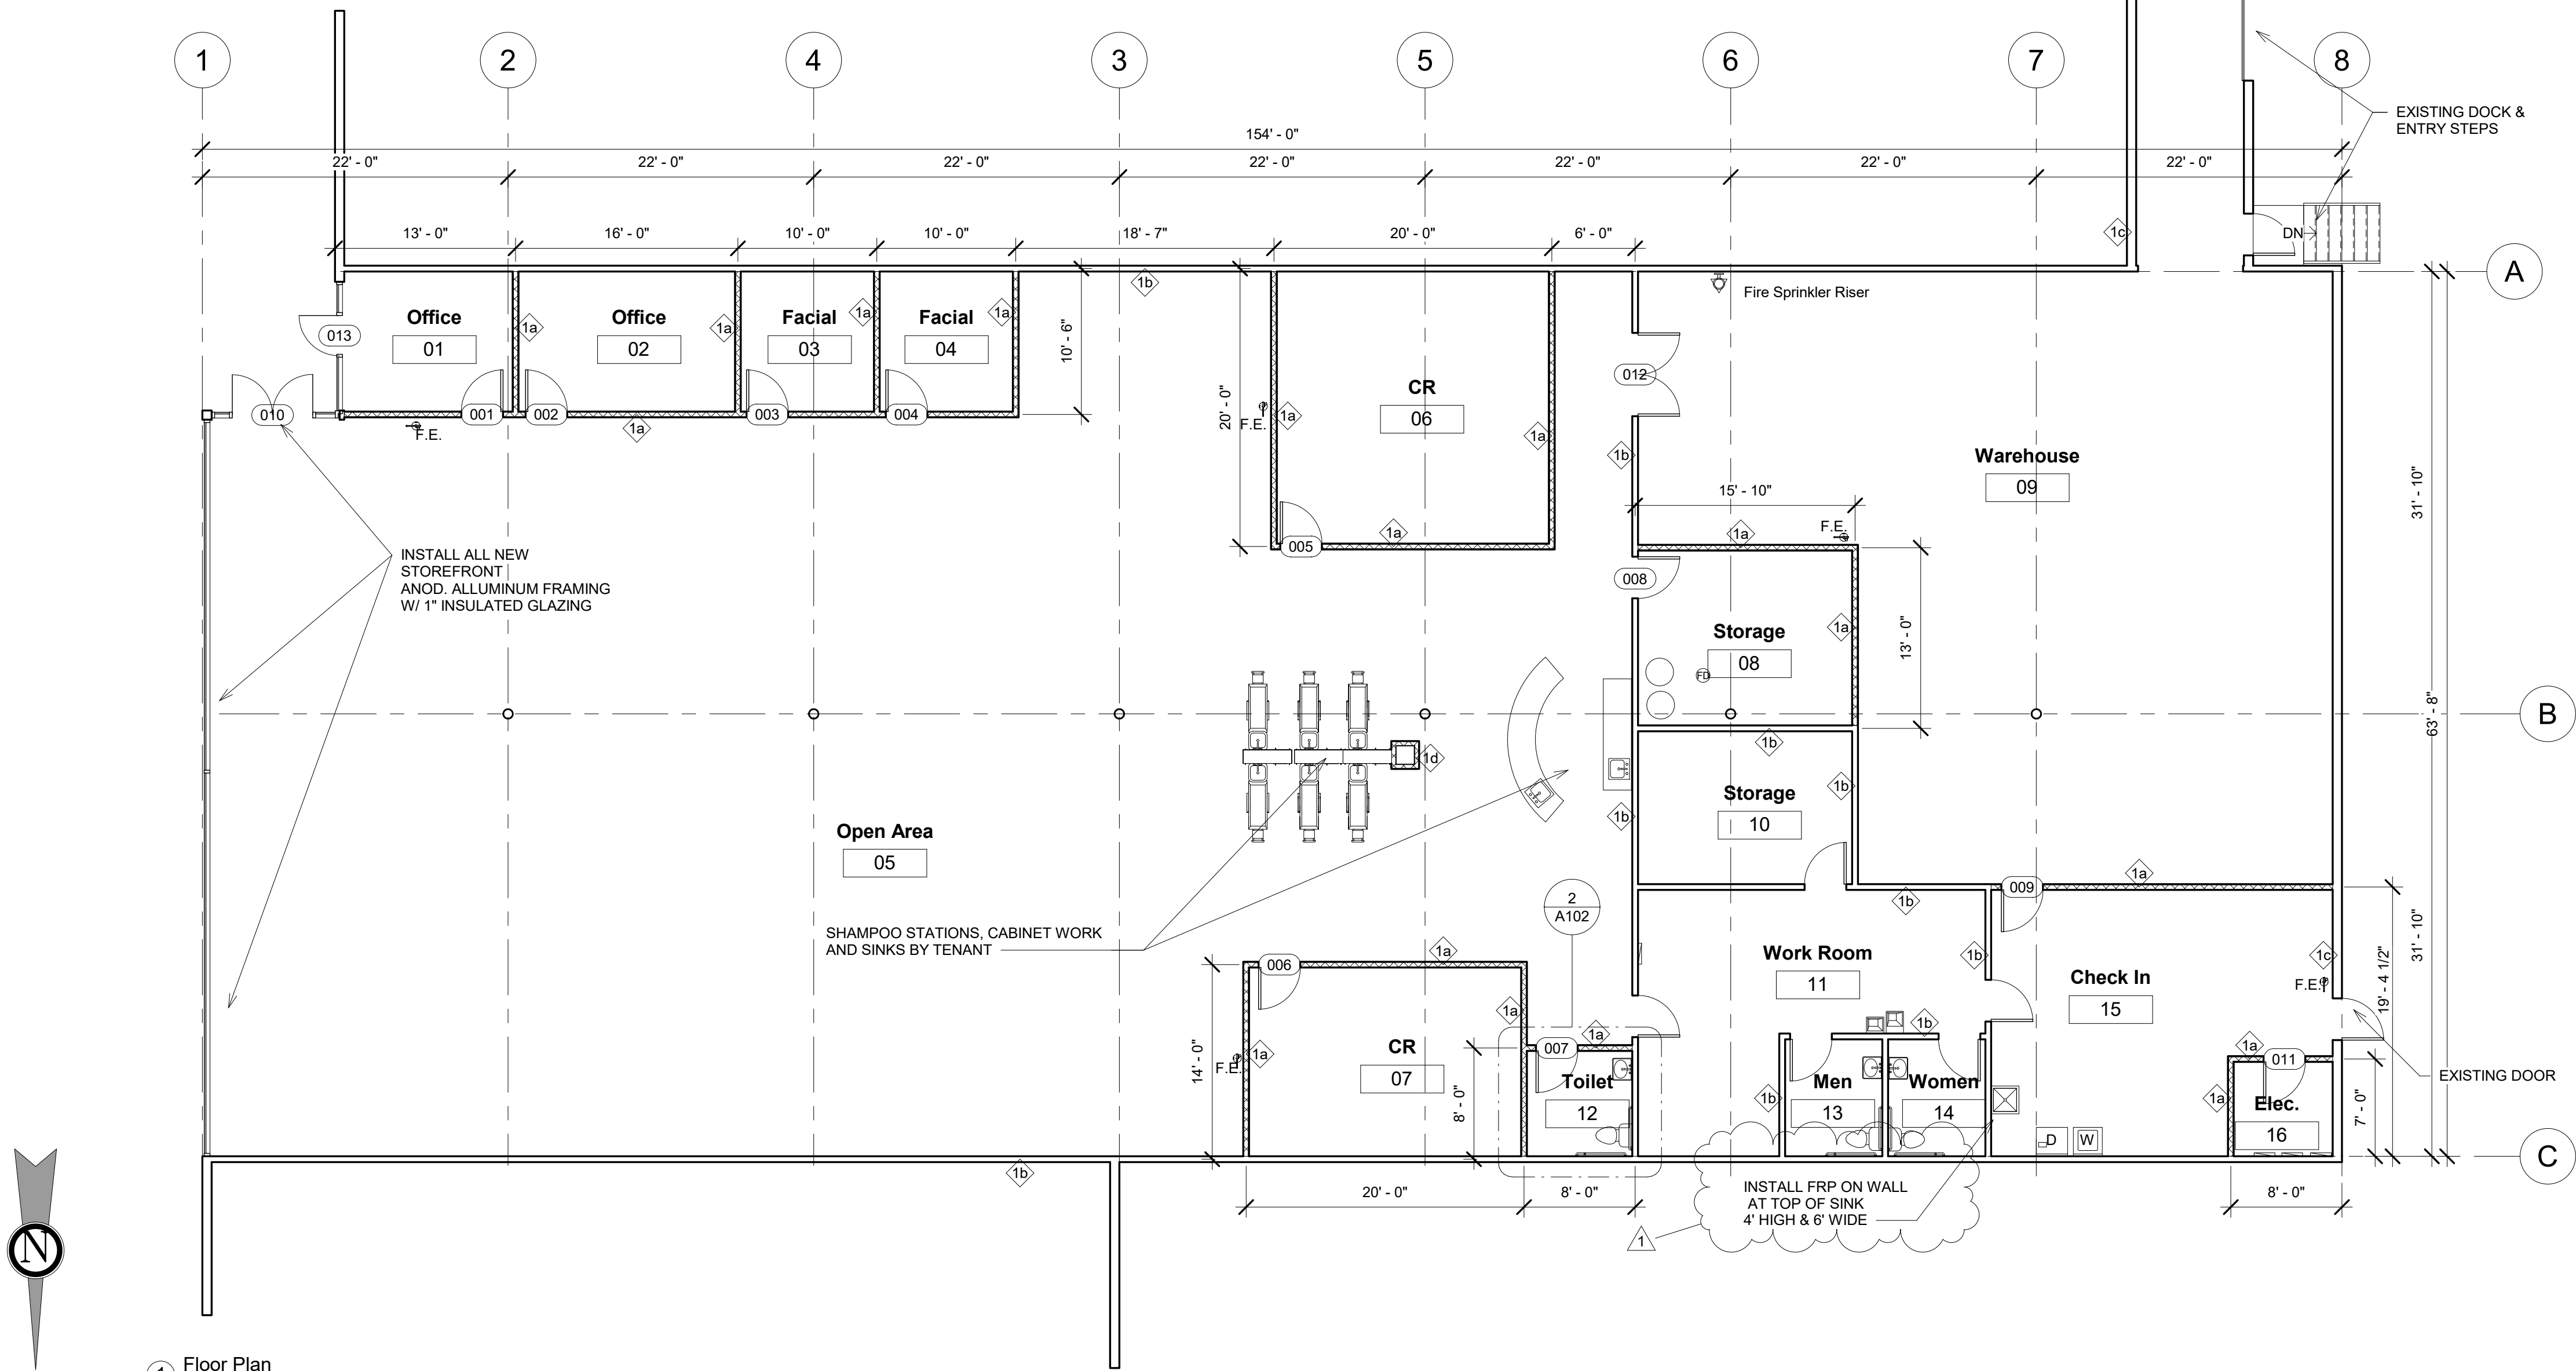 1
2
4
3
5
6
7
8
EXISTING DOCK &
ENTRY STEPS
154' - 0"
22' - 0"
22' - 0"
22' - 0"
22' - 0"
22' - 0"
22' - 0"
22' - 0"
13' - 0"
16' - 0"
10' - 0"
10' - 0"
18' - 7"
20' - 0"
6' - 0"
1c
DN
A
1b
Fire Sprinkler Riser
013
Office
01
1a
Office
02
1a
Facial
03
1a
Facial
04
1a
10' - 6"
010
001
002
003
004
F.E.
1a
20' - 0"
F.E.
1a
CR
06
1a
012
1b
Warehouse
09
31' - 10"
15' - 10"
1a
F.E.
005
1a
INSTALL ALL NEW
STOREFRONT
ANOD. ALLUMINUM FRAMING
W/ 1" INSULATED GLAZING
008
Storage
08
FD
1a
13' - 0"
63' - 8"
B
1b
1d
Storage
10
1b
1b
Open Area
05
2
A102
SHAMPOO STATIONS, CABINET WORK
AND SINKS BY TENANT
1b
009
1a
006
1a
Work Room
11
1b
Check In
15
1c
F.E.
19' - 4 1/2"
31' - 10"
14' - 0"
F.E.
1a
CR
07
1a
8' - 0"
1a
007
Toilet
12
1b
1b
Men
13
Women
14
D
W
1a
1a
011
Elec.
16
7' - 0"
EXISTING DOOR
C
1b
20' - 0"
8' - 0"
INSTALL FRP ON WALL
AT TOP OF SINK
4' HIGH & 6' WIDE
1
8' - 0"
N
Floor Plan